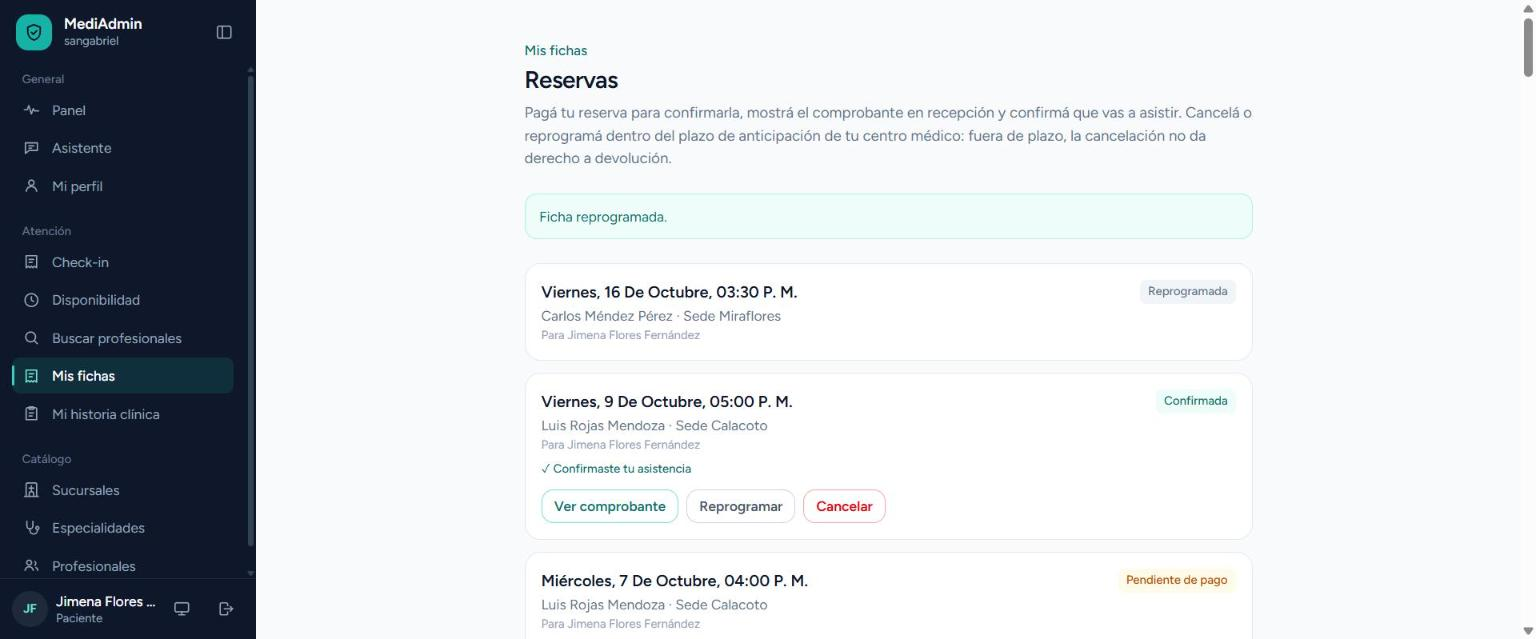 MediAdmin
sangabriel
General
Panel
Asistente
Mi perfil
Atención
Check-in
Disponibilidad
Buscar profesionales
Mis fichas
Mi historia clínica
Catálogo
Sucursales
Especialidades
Profesionales
JF
Jimena Flores ...
Paciente
Mis fichas
Reservas
Pagá tu reserva para confirmarla, mostrá el comprobante en recepción y confirmá que vas a asistir. Cancelá o
reprogramá dentro del plazo de anticipación de tu centro médico: fuera de plazo, la cancelación no da
derecho a devolución.
Ficha reprogramada.
Viernes, 16 De Octubre, 03:30 P. M.
Reprogramada
Carlos Méndez Pérez · Sede Miraflores
Para Jimena Flores Fernández
Viernes, 9 De Octubre, 05:00 P. M.
Confirmada
Luis Rojas Mendoza · Sede Calacoto
Para Jimena Flores Fernández
✓ Confirmaste tu asistencia
Ver comprobante
Reprogramar
Cancelar
Miércoles, 7 De Octubre, 04:00 P. M.
Pendiente de pago
Luis Rojas Mendoza · Sede Calacoto
Para Jimena Flores Fernández